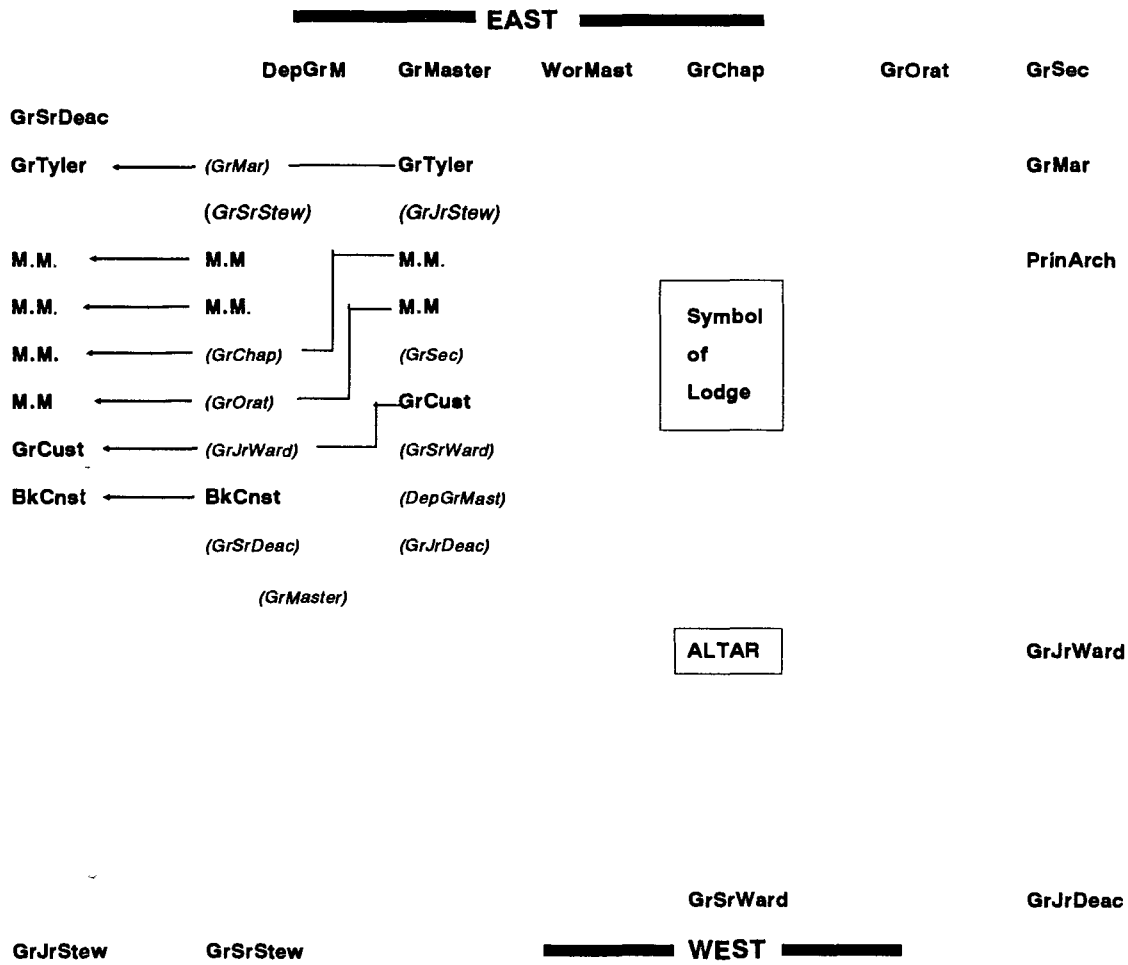 EAST
DepGrM GrMaster WorMast GrChap GrOrat GrSec
GrSrDeac
GrTyler (GrMar) GrTyler GrMar
(GrSrStew) (GrJrStew)
M.M. M.M M.M. PrinArch
M.M. M.M. M.M Symbol
M.M. (GrChap) (GrSec) of
M.M (GrOrat) GrCust Lodge
GrCust (GrJrWard) (GrSrWard)
BkCnst BkCnst (DepGrMast)
(GrSrDeac) (GrJrDeac)
(GrMaster)
ALTAR GrJrWard
GrSrWard GrJrDeac
GrJrStew GrSrStew WEST